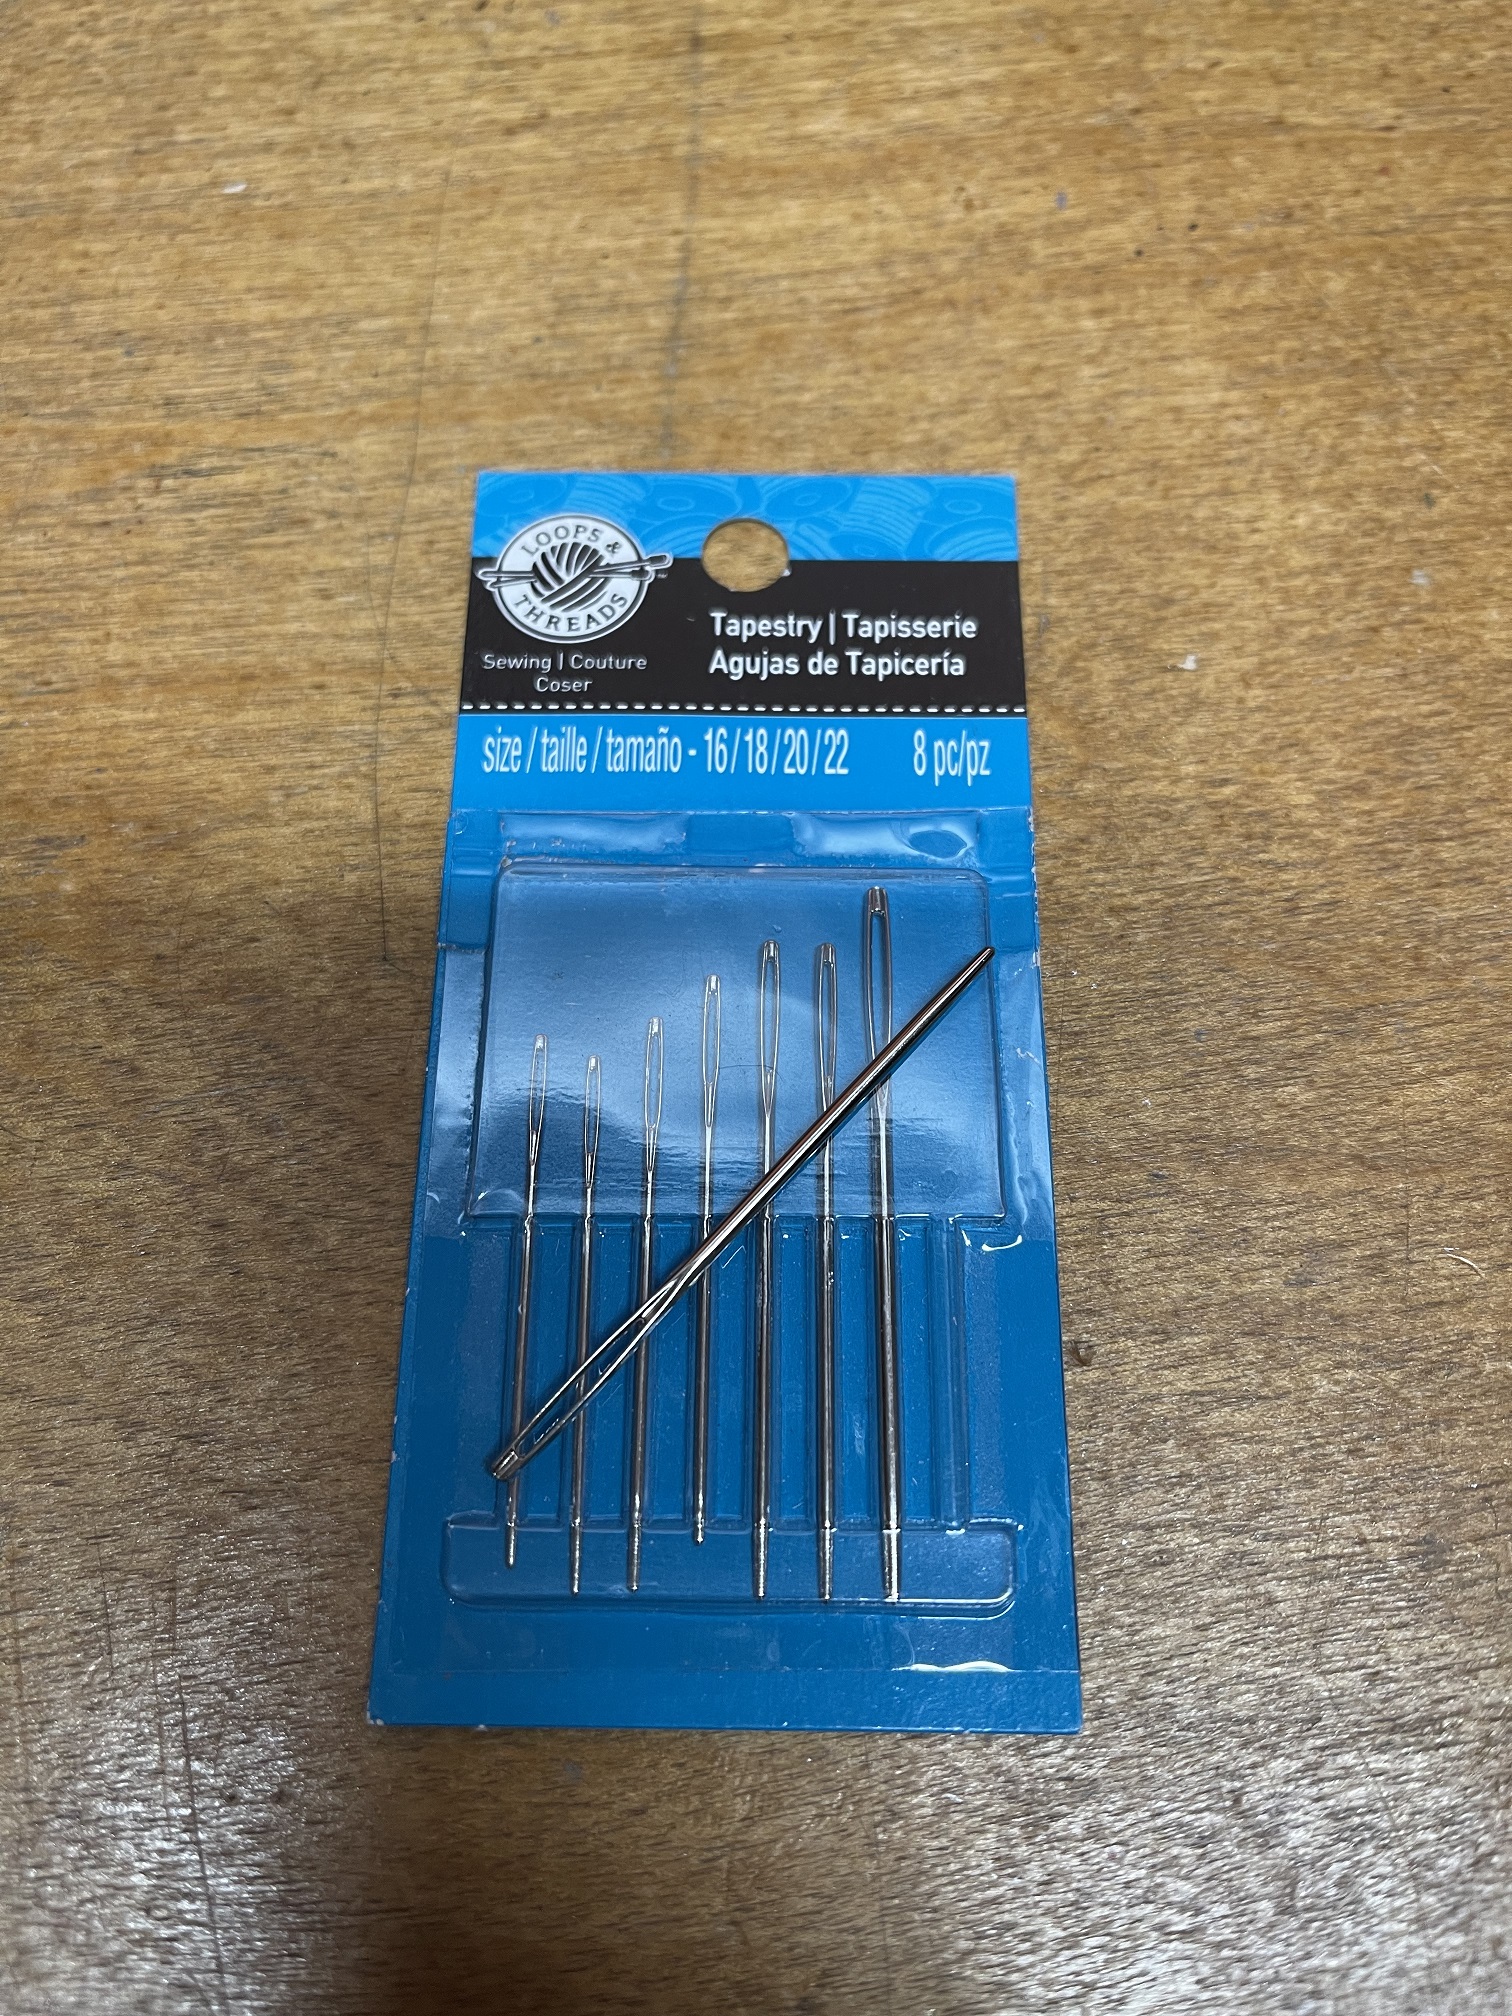 LOOPS &
THREADS
Sewing | Couture
Coser
Tapestry | Tapisserie
Agujas de Tapicería
size / taille / tamaño - 16/18/20/22 8 pc/pz